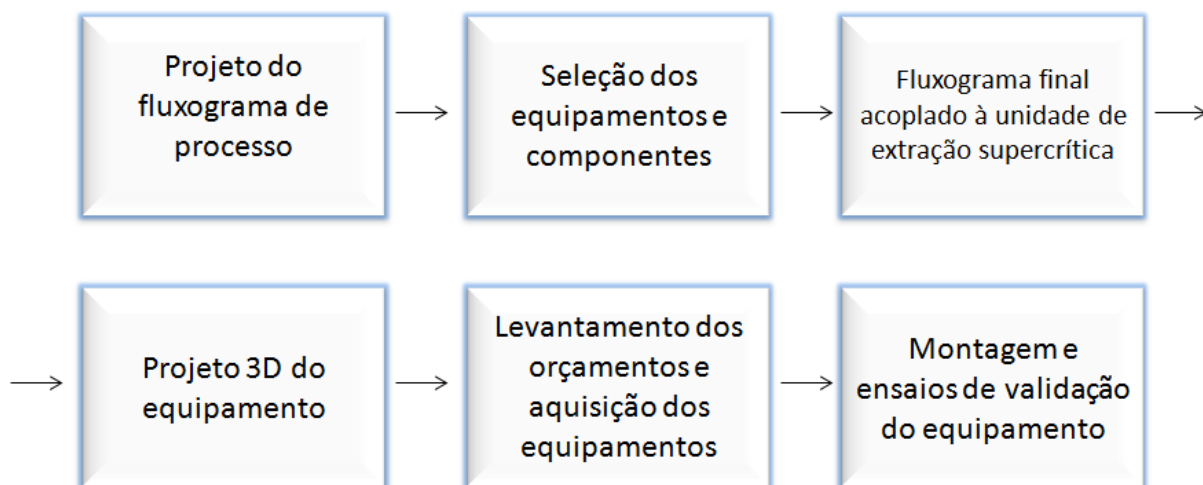 Projeto do
fluxograma de
processo
Seleção dos
equipamentos e
componentes
Fluxograma final
acoplado à unidade de
extração supercrítica
Projeto 3D do
equipamento
Levantamento dos
orçamentos e
aquisição dos
equipamentos
Montagem e
ensaios de validação
do equipamento